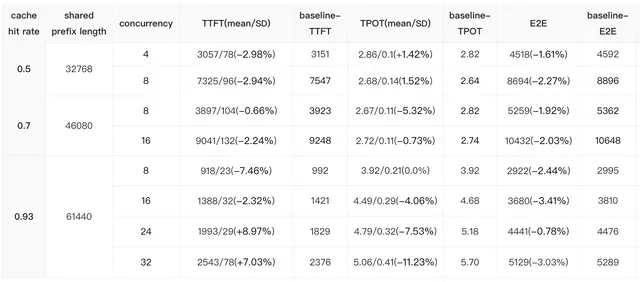 cache hit rate | shared prefix length | concurrency | TTFT(mean/SD) | baseline-TTFT | TPOT(mean/SD) | baseline-TPOT | E2E | baseline-E2E
0.5 | 32768 | 4 | 3057/78(-2.98%) | 3151 | 2.86/0.1(+1.42%) | 2.82 | 4518(-1.61%) | 4592
8 | 7325/96(-2.94%) | 7547 | 2.68/0.14(1.52%) | 2.64 | 8694(-2.27%) | 8896
0.7 | 46080 | 8 | 3897/104(-0.66%) | 3923 | 2.67/0.11(-5.32%) | 2.82 | 5259(-1.92%) | 5362
16 | 9041/132(-2.24%) | 9248 | 2.72/0.11(-0.73%) | 2.74 | 10432(-2.03%) | 10648
0.93 | 61440 | 8 | 918/23(-7.46%) | 992 | 3.92/0.21(0.0%) | 3.92 | 2922(-2.44%) | 2995
16 | 1388/32(-2.32%) | 1421 | 4.49/0.29(-4.06%) | 4.68 | 3680(-3.41%) | 3810
24 | 1993/29(+8.97%) | 1829 | 4.79/0.32(-7.53%) | 5.18 | 4441(-0.78%) | 4476
32 | 2543/78(+7.03%) | 2376 | 5.06/0.41(-11.23%) | 5.70 | 5129(-3.03%) | 5289